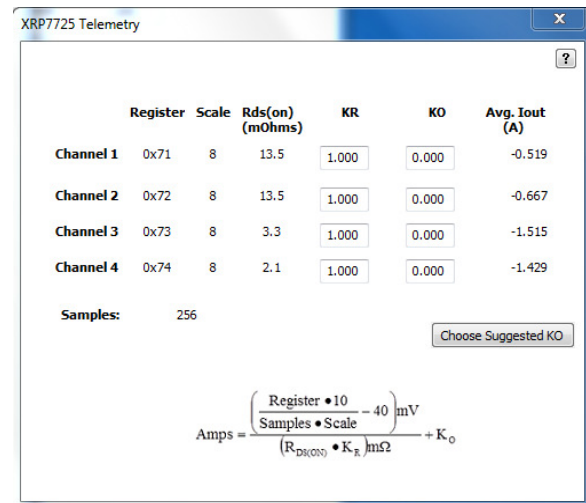 XRP7725 Telemetry
x
?
Register Scale Rds(on) (mOhms) KR KO Avg. Iout (A)
Channel 1 0x71 8 13.5 1.000 0.000 -0.519
Channel 2 0x72 8 13.5 1.000 0.000 -0.667
Channel 3 0x73 8 3.3 1.000 0.000 -1.515
Channel 4 0x74 8 2.1 1.000 0.000 -1.429
Samples: 256
Choose Suggested KO
Amps = ((Register • 10 / Samples • Scale) − 40) mV / (R_DS(ON) • K_R) mΩ + K_O